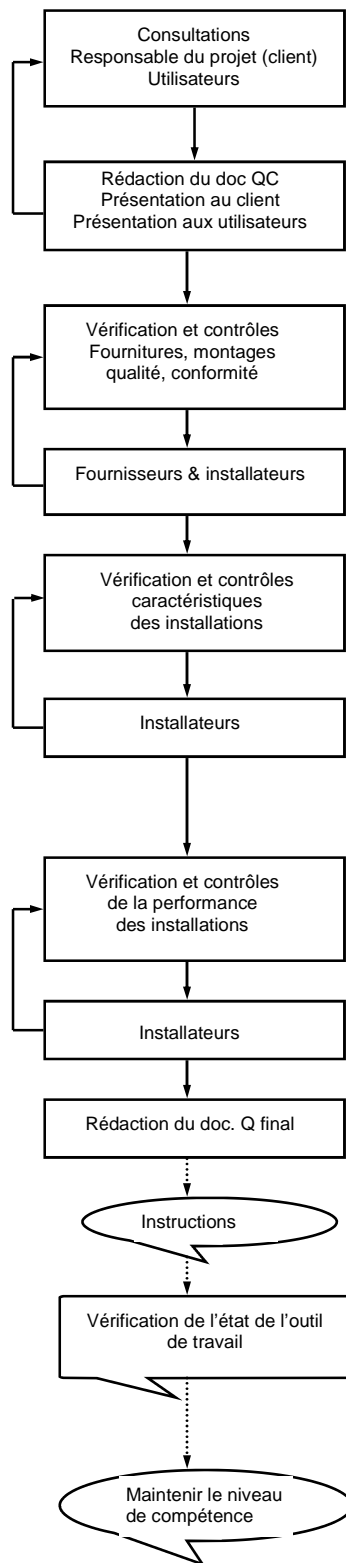 Consultations
Responsable du projet (client)
Utilisateurs
Rédaction du doc QC
Présentation au client
Présentation aux utilisateurs
Vérification et contrôles
Fournitures, montages
qualité, conformité
Fournisseurs & installateurs
Vérification et contrôles
caractéristiques
des installations
Installateurs
Vérification et contrôles
de la performance
des installations
Installateurs
Rédaction du doc. Q final
Instructions
Vérification de l’état de l’outil
de travail
Maintenir le niveau
de compétence